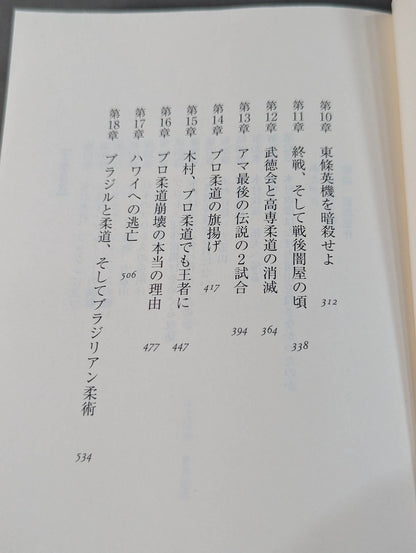 第10章 東條英機を暗殺せよ 312
第11章 終戦、そして戦後闇屋の頃 338
第12章 武徳会と高専柔道の消滅 364
第13章 アマ最後の伝説の2試合 394
第14章 プロ柔道の旗揚げ 417
第15章 木村、プロ柔道でも王者に 447
第16章 プロ柔道崩壊の本当の理由 477
第17章 ハワイへの逃亡 506
第18章 ブラジルと柔道、そしてブラジリアン柔術 534